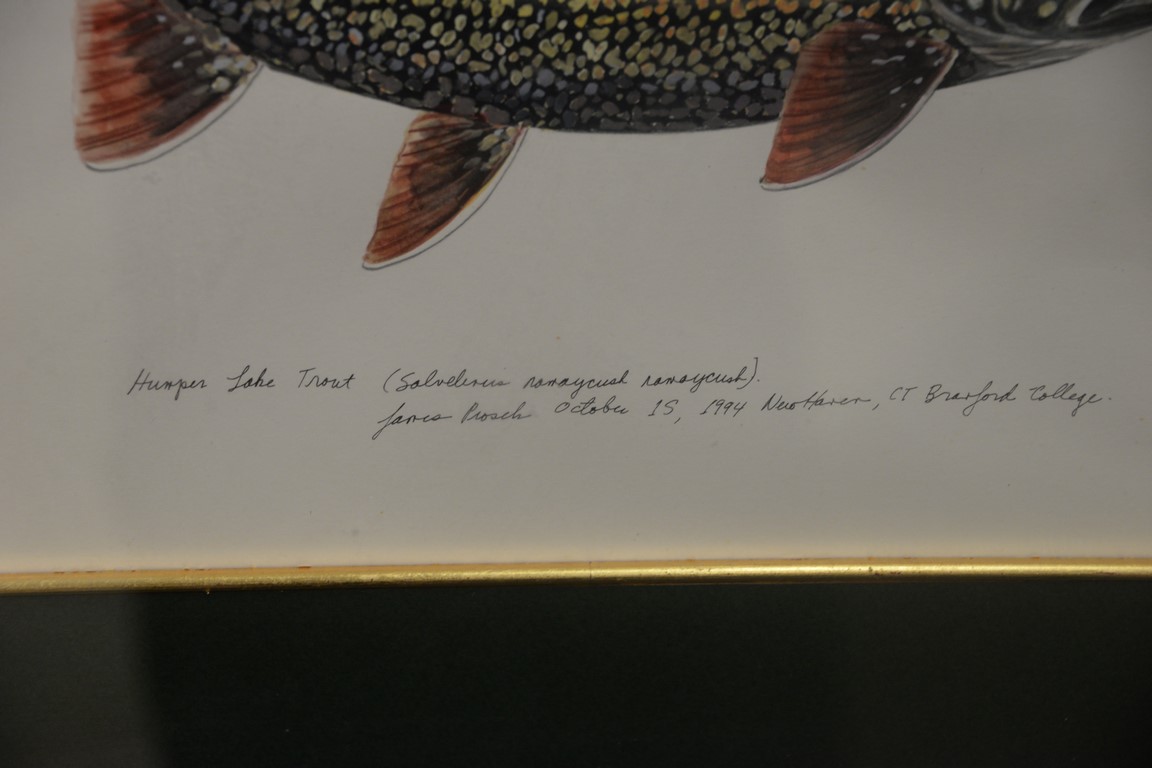 Humper Lake Trout (Salvelinus namaycush namaycush).
James Prosek October 15, 1994 New Haven, CT Branford College.